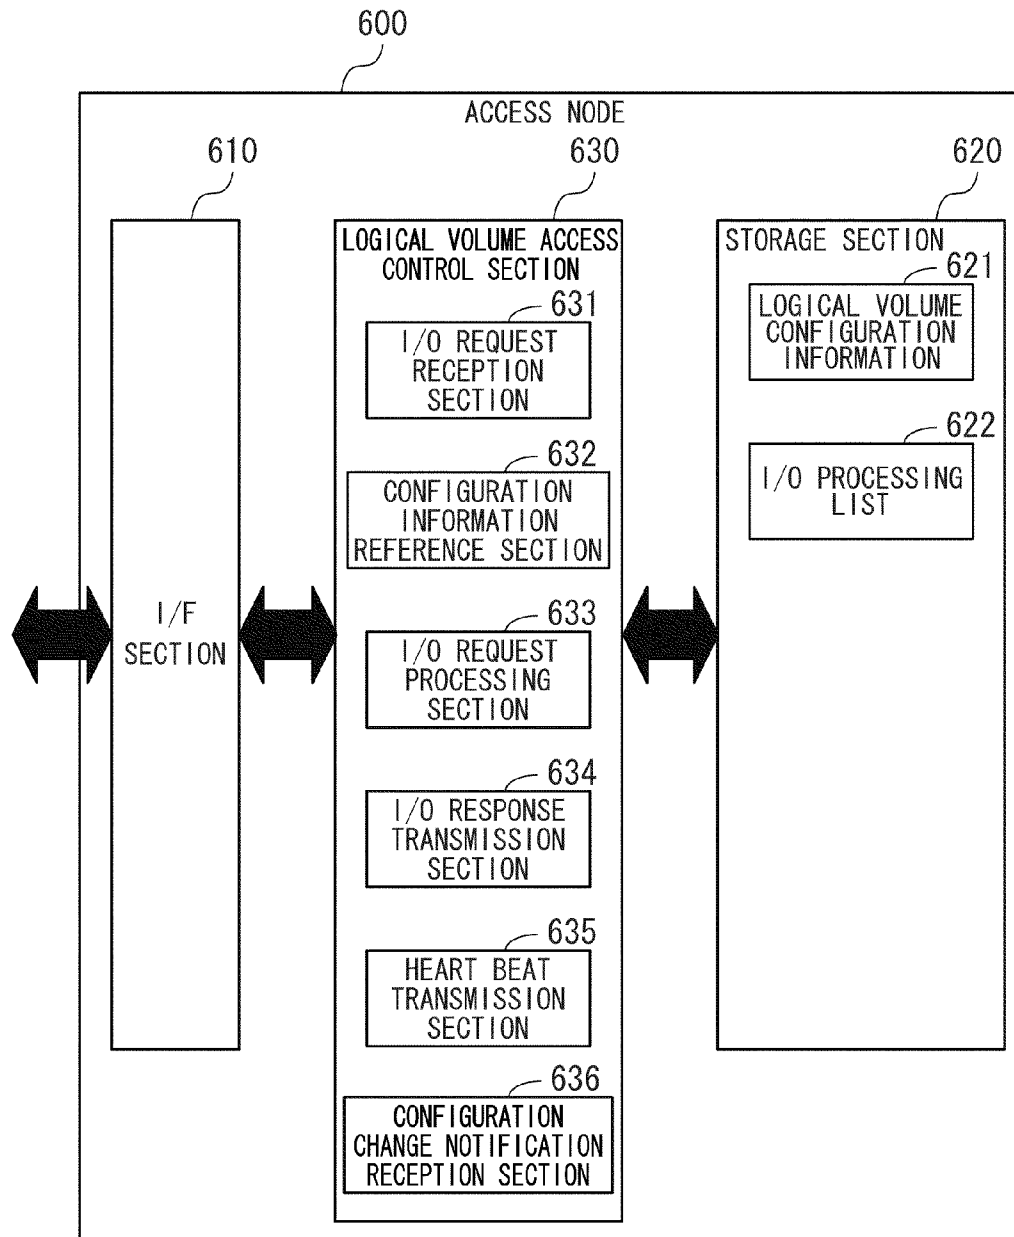 600
ACCESS NODE
610
630
620
I/F
SECTION
LOGICAL VOLUME ACCESS
CONTROL SECTION
631
I/O REQUEST
RECEPTION
SECTION
632
CONFIGURATION
INFORMATION
REFERENCE SECTION
633
I/O REQUEST
PROCESSING
SECTION
634
I/O RESPONSE
TRANSMISSION
SECTION
635
HEART BEAT
TRANSMISSION
SECTION
636
CONFIGURATION
CHANGE NOTIFICATION
RECEPTION SECTION
STORAGE SECTION
621
LOGICAL VOLUME
CONFIGURATION
INFORMATION
622
I/O PROCESSING
LIST